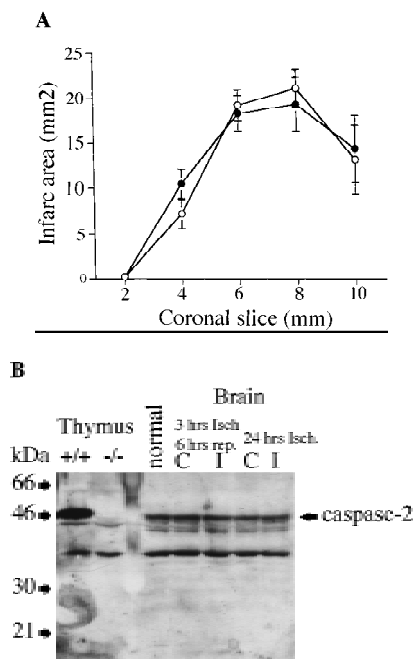 A
Infarc area (mm2)
25
20
15
10
5
0
2 4 6 8 10
Coronal slice (mm)
B
Brain
Thymus
normal
3 hrs Isch
6 hrs rep.
24 hrs Isch.
kDa +/+ -/- C I C I
66
46
caspase-2
30
21